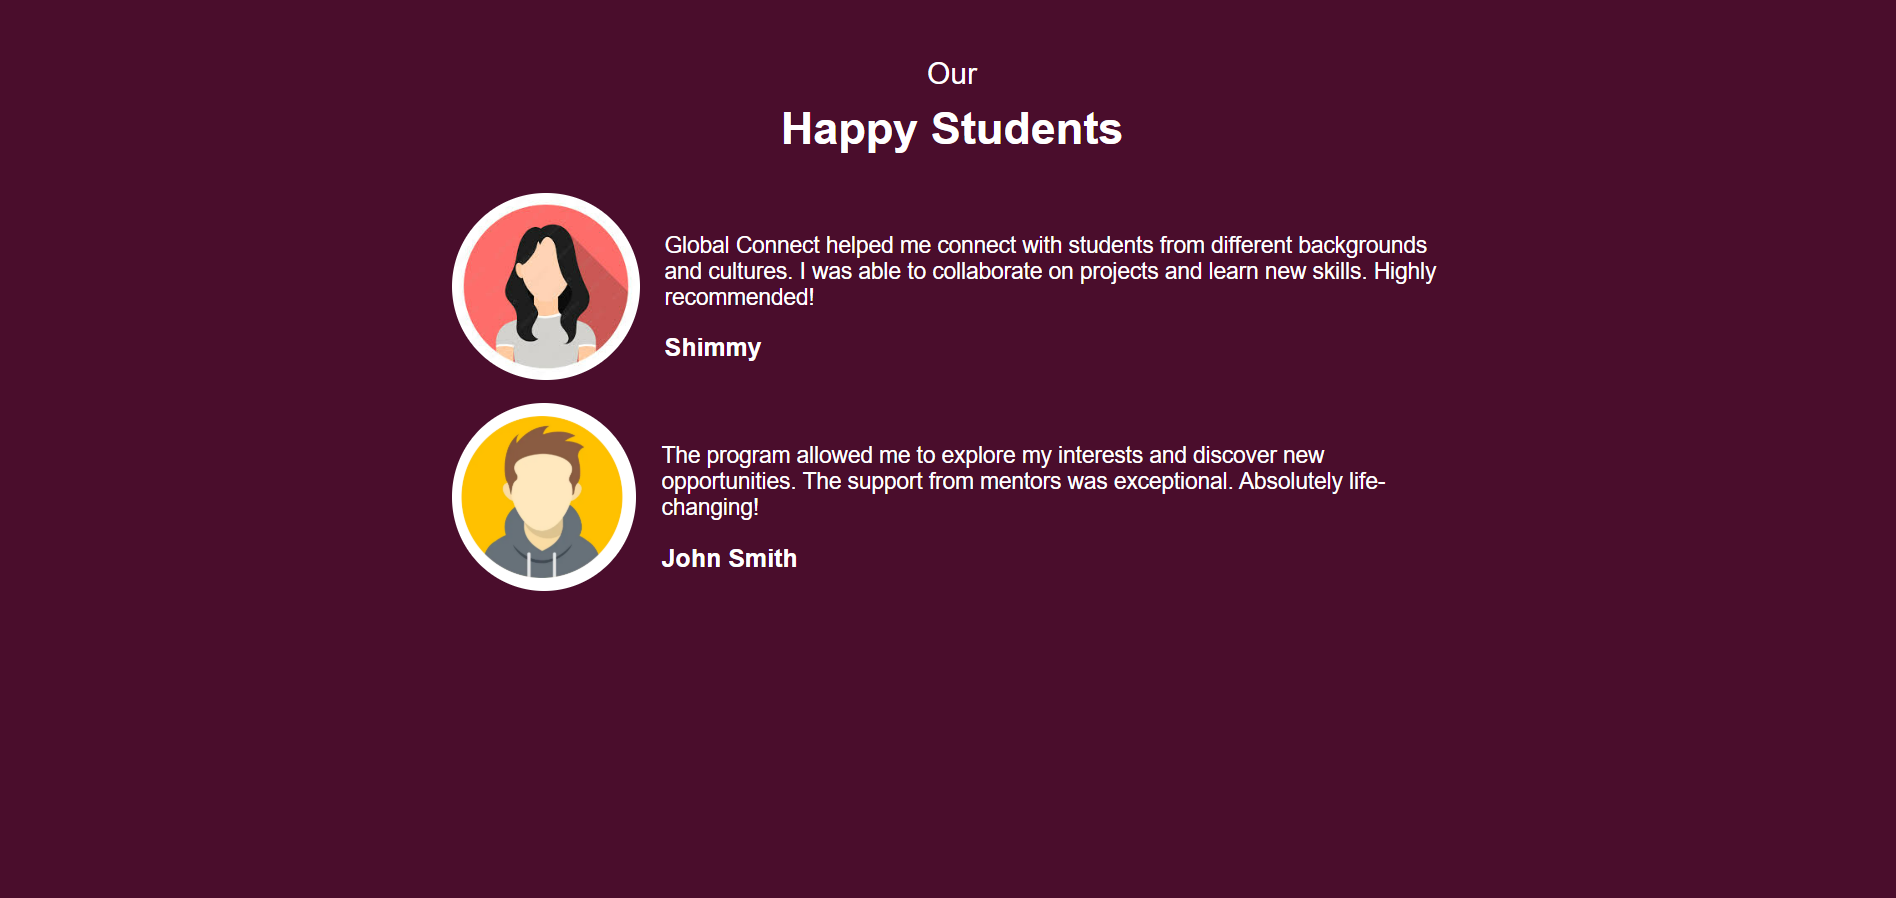 Our
Happy Students
Global Connect helped me connect with students from different backgrounds
and cultures. I was able to collaborate on projects and learn new skills. Highly
recommended!
Shimmy
The program allowed me to explore my interests and discover new
opportunities. The support from mentors was exceptional. Absolutely life-
changing!
John Smith